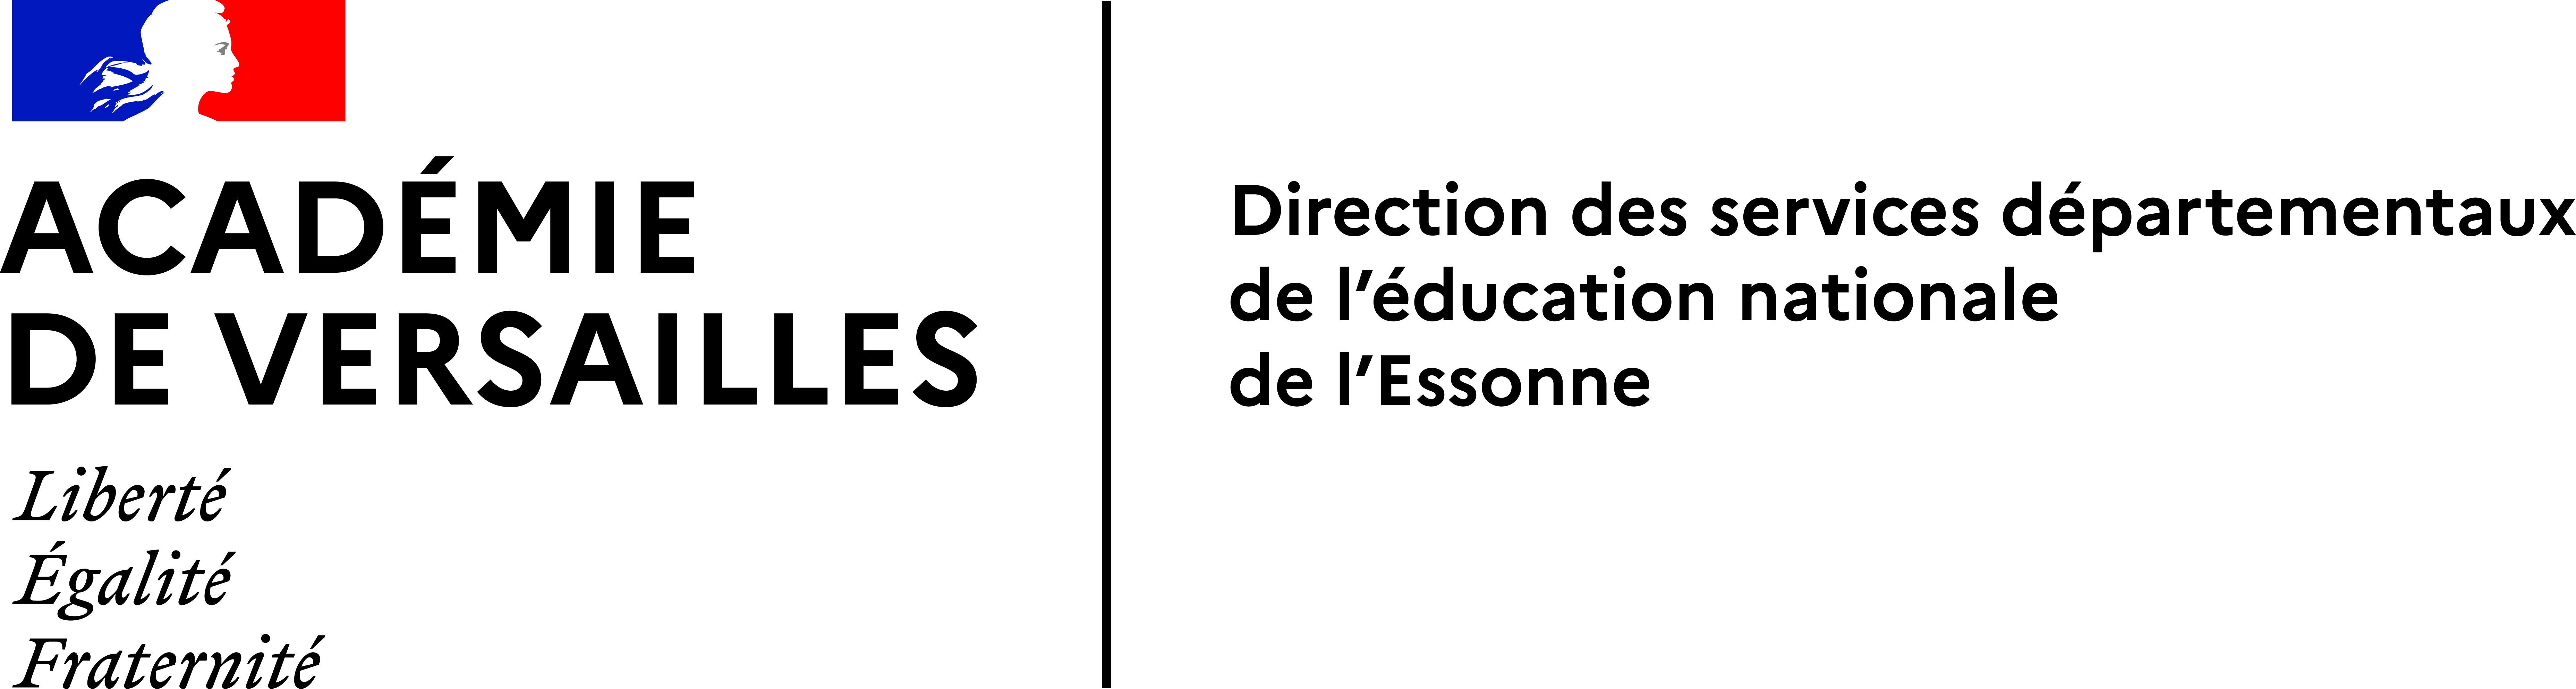 ACADÉMIE
DE VERSAILLES
Liberté
Égalité
Fraternité
Direction des services départementaux
de l’éducation nationale
de l’Essonne